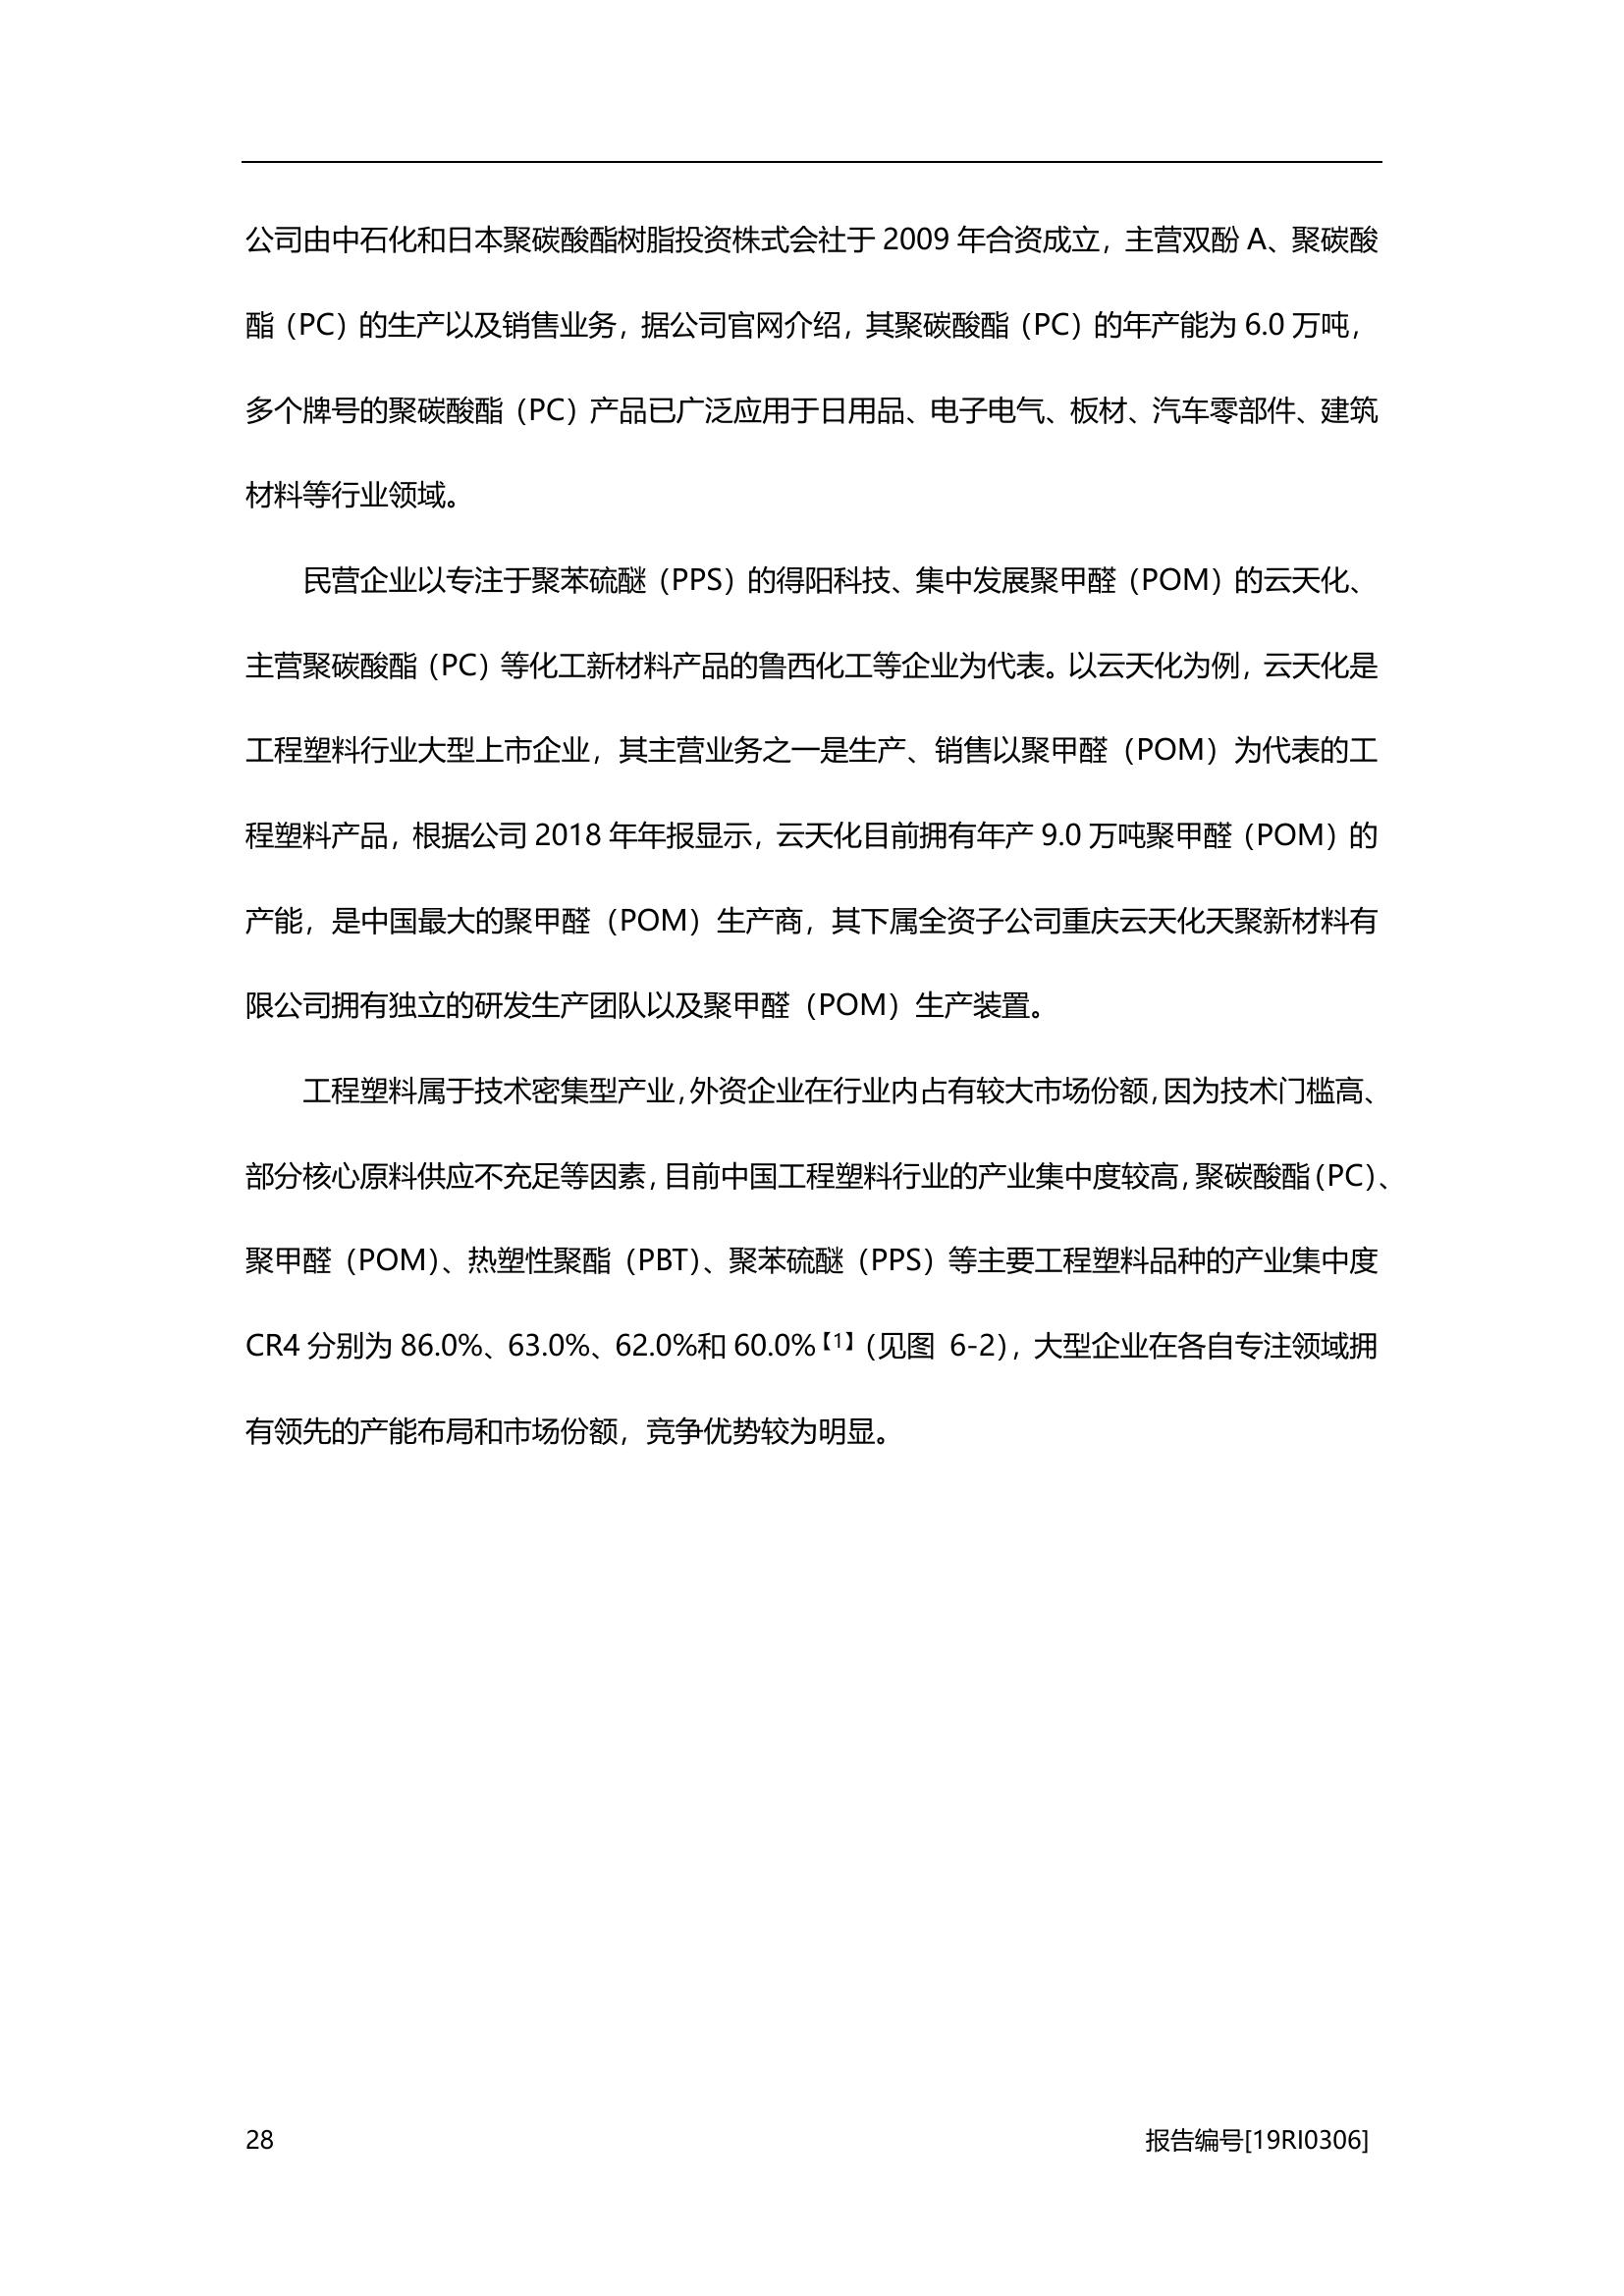 公司由中石化和日本聚碳酸酯树脂投资株式会社于 2009 年合资成立，主营双酚 A、聚碳酸
酯（PC）的生产以及销售业务，据公司官网介绍，其聚碳酸酯（PC）的年产能为 6.0 万吨，
多个牌号的聚碳酸酯（PC）产品已广泛应用于日用品、电子电气、板材、汽车零部件、建筑
材料等行业领域。
民营企业以专注于聚苯硫醚（PPS）的得阳科技、集中发展聚甲醛（POM）的云天化、
主营聚碳酸酯（PC）等化工新材料产品的鲁西化工等企业为代表。以云天化为例，云天化是
工程塑料行业大型上市企业，其主营业务之一是生产、销售以聚甲醛（POM）为代表的工
程塑料产品，根据公司 2018 年年报显示，云天化目前拥有年产 9.0 万吨聚甲醛（POM）的
产能，是中国最大的聚甲醛（POM）生产商，其下属全资子公司重庆云天化天聚新材料有
限公司拥有独立的研发生产团队以及聚甲醛（POM）生产装置。
工程塑料属于技术密集型产业，外资企业在行业内占有较大市场份额，因为技术门槛高、
部分核心原料供应不充足等因素，目前中国工程塑料行业的产业集中度较高，聚碳酸酯（PC）、
聚甲醛（POM）、热塑性聚酯（PBT）、聚苯硫醚（PPS）等主要工程塑料品种的产业集中度
CR4 分别为 86.0%、63.0%、62.0%和 60.0%【1】（见图 6-2），大型企业在各自专注领域拥
有领先的产能布局和市场份额，竞争优势较为明显。
28 报告编号[19RI0306]